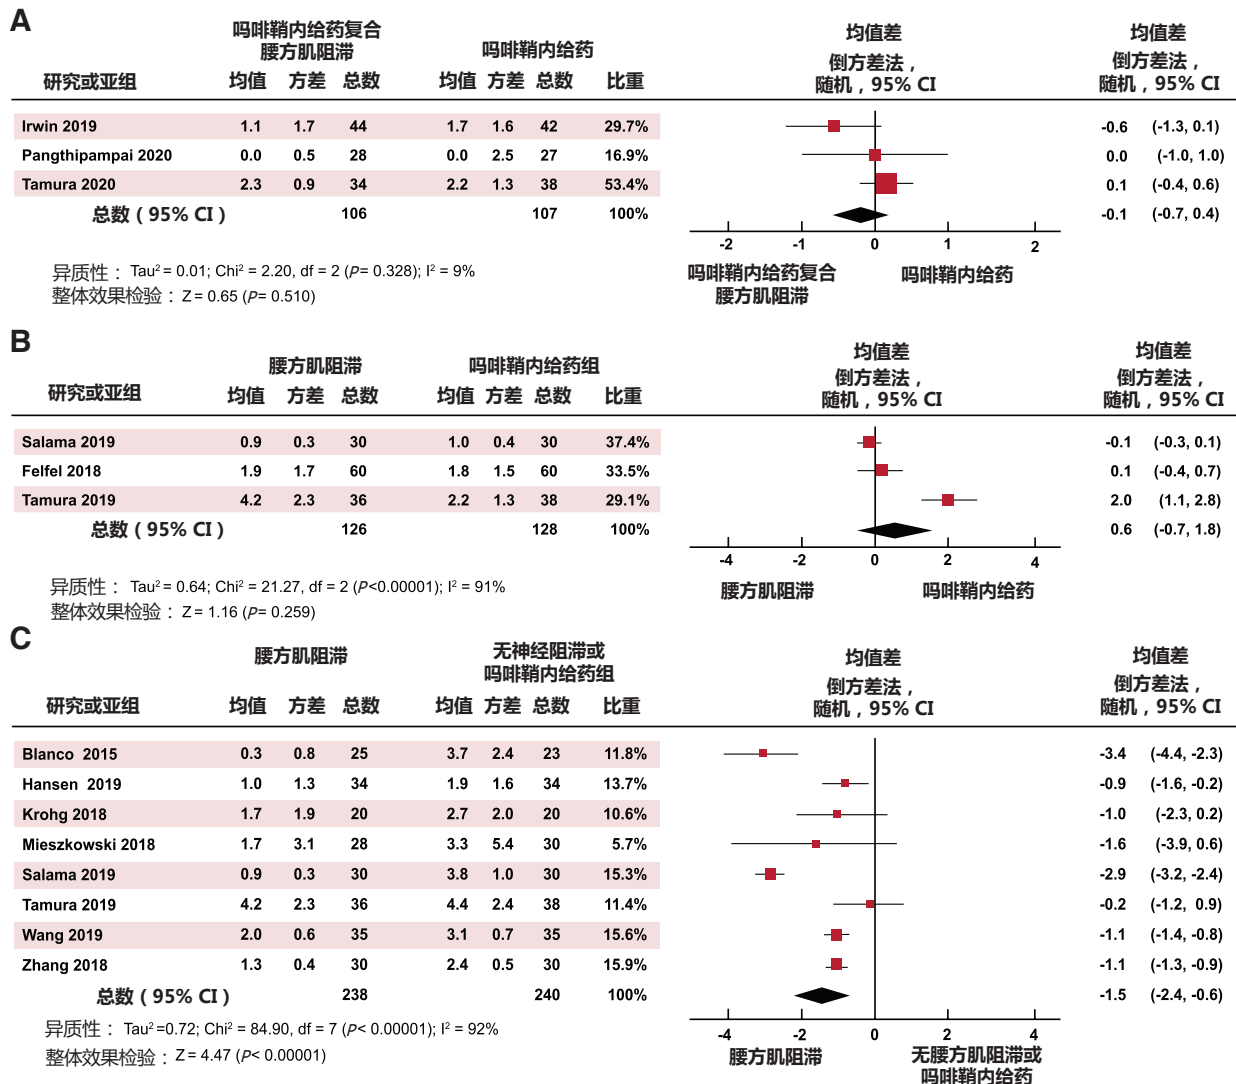 A
吗啡鞘内给药复合
腰方肌阻滞 吗啡鞘内给药 均值差 均值差
研究或亚组 均值 方差 总数 均值 方差 总数 比重 倒方差法， 倒方差法，
随机，95% CI 随机，95% CI
Irwin 2019 1.1 1.7 44 1.7 1.6 42 29.7% -0.6 (-1.3, 0.1)
Pangthipampai 2020 0.0 0.5 28 0.0 2.5 27 16.9% 0.0 (-1.0, 1.0)
Tamura 2020 2.3 0.9 34 2.2 1.3 38 53.4% 0.1 (-0.4, 0.6)
总数（95% CI） 106 107 100% -0.1 (-0.7, 0.4)
-2 -1 0 1 2
吗啡鞘内给药复合 吗啡鞘内给药
腰方肌阻滞
异质性： Tau² = 0.01; Chi² = 2.20, df = 2 (P= 0.328); I² = 9%
整体效果检验：Z = 0.65 (P= 0.510)
B
腰方肌阻滞 吗啡鞘内给药组 均值差 均值差
研究或亚组 均值 方差 总数 均值 方差 总数 比重 倒方差法， 倒方差法，
随机，95% CI 随机，95% CI
Salama 2019 0.9 0.3 30 1.0 0.4 30 37.4% -0.1 (-0.3, 0.1)
Felfel 2018 1.9 1.7 60 1.8 1.5 60 33.5% 0.1 (-0.4, 0.7)
Tamura 2019 4.2 2.3 36 2.2 1.3 38 29.1% 2.0 (1.1, 2.8)
总数（95% CI） 126 128 100% 0.6 (-0.7, 1.8)
-4 -2 0 2 4
腰方肌阻滞 吗啡鞘内给药
异质性： Tau² = 0.64; Chi² = 21.27, df = 2 (P<0.00001); I² = 91%
整体效果检验：Z = 1.16 (P= 0.259)
C
腰方肌阻滞 无神经阻滞或 均值差 均值差
吗啡鞘内给药组
研究或亚组 均值 方差 总数 均值 方差 总数 比重 倒方差法， 倒方差法，
随机，95% CI 随机，95% CI
Blanco 2015 0.3 0.8 25 3.7 2.4 23 11.8% -3.4 (-4.4, -2.3)
Hansen 2019 1.0 1.3 34 1.9 1.6 34 13.7% -0.9 (-1.6, -0.2)
Krohg 2018 1.7 1.9 20 2.7 2.0 20 10.6% -1.0 (-2.3, 0.2)
Mieszkowski 2018 1.7 3.1 28 3.3 5.4 30 5.7% -1.6 (-3.9, 0.6)
Salama 2019 0.9 0.3 30 3.8 1.0 30 15.3% -2.9 (-3.2, -2.4)
Tamura 2019 4.2 2.3 36 4.4 2.4 38 11.4% -0.2 (-1.2, 0.9)
Wang 2019 2.0 0.6 35 3.1 0.7 35 15.6% -1.1 (-1.4, -0.8)
Zhang 2018 1.3 0.4 30 2.4 0.5 30 15.9% -1.1 (-1.3, -0.9)
总数（95% CI） 238 240 100% -1.5 (-2.4, -0.6)
-4 -2 0 2 4
腰方肌阻滞 无腰方肌阻滞或
吗啡鞘内给药
异质性： Tau² =0.72; Chi² = 84.90, df = 7 (P< 0.00001); I² = 92%
整体效果检验：Z = 4.47 (P< 0.00001)